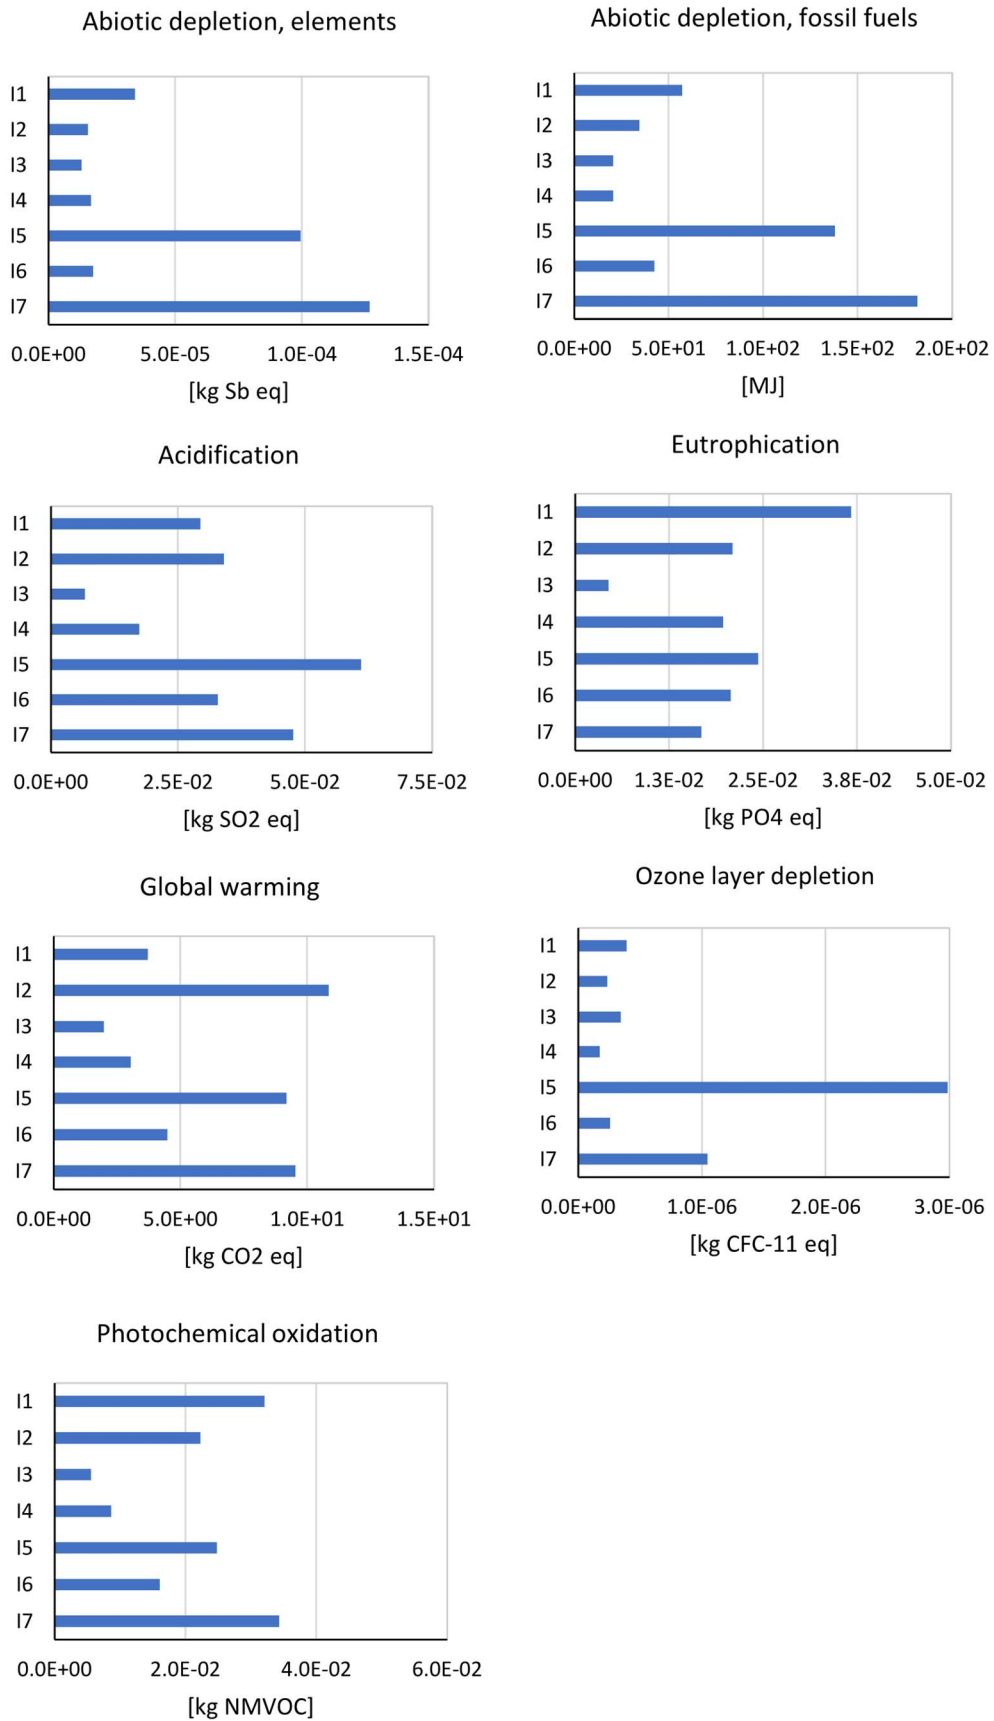 Abiotic depletion, elements
I1
I2
I3
I4
I5
I6
I7
0.0E+00 5.0E-05 1.0E-04 1.5E-04
[kg Sb eq]
Abiotic depletion, fossil fuels
I1
I2
I3
I4
I5
I6
I7
0.0E+00 5.0E+01 1.0E+02 1.5E+02 2.0E+02
[MJ]
Acidification
I1
I2
I3
I4
I5
I6
I7
0.0E+00 2.5E-02 5.0E-02 7.5E-02
[kg SO2 eq]
Eutrophication
I1
I2
I3
I4
I5
I6
I7
0.0E+00 1.3E-02 2.5E-02 3.8E-02 5.0E-02
[kg PO4 eq]
Global warming
I1
I2
I3
I4
I5
I6
I7
0.0E+00 5.0E+00 1.0E+01 1.5E+01
[kg CO2 eq]
Ozone layer depletion
I1
I2
I3
I4
I5
I6
I7
0.0E+00 1.0E-06 2.0E-06 3.0E-06
[kg CFC-11 eq]
Photochemical oxidation
I1
I2
I3
I4
I5
I6
I7
0.0E+00 2.0E-02 4.0E-02 6.0E-02
[kg NMVOC]